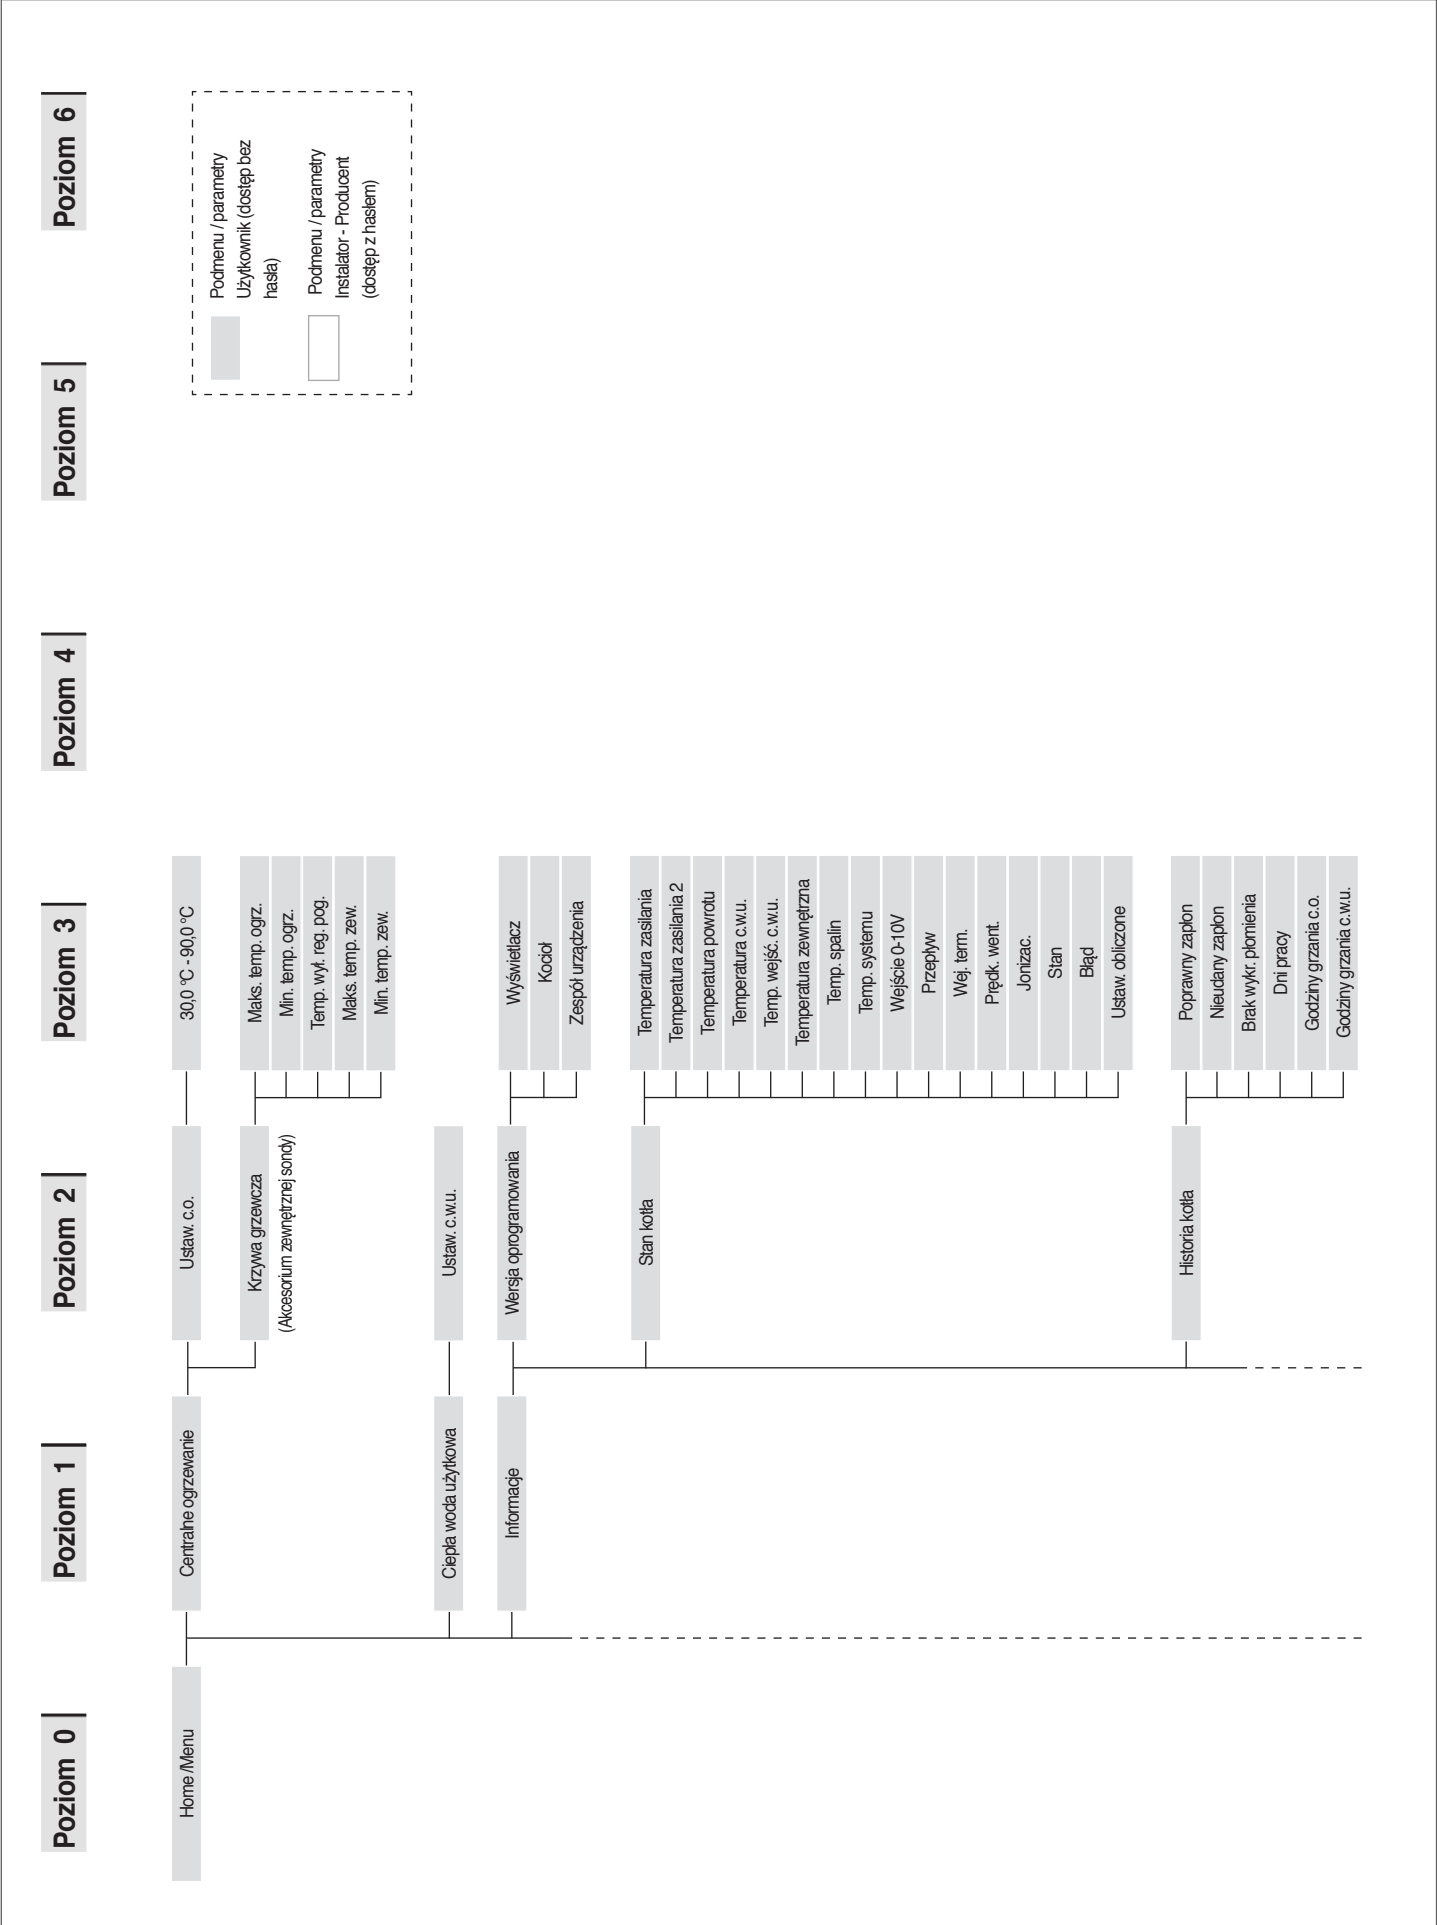 Poziom 0
Poziom 1
Poziom 2
Poziom 3
Poziom 4
Poziom 5
Poziom 6
Home /Menu
Centralne ogrzewanie
Ustaw. c.o.
30,0 °C - 90,0 °C
Krzywa grzewcza
(Akcesorium zewnętrznej sondy)
Maks. temp. ogrz.
Min. temp. ogrz.
Temp. wył. reg. pog.
Maks. temp. zew.
Min. temp. zew.
Ciepła woda użytkowa
Ustaw. c.w.u.
Informacje
Wersja oprogramowania
Wyświetlacz
Kocioł
Zespół urządzenia
Stan kotła
Temperatura zasilania
Temperatura zasilania 2
Temperatura powrotu
Temperatura c.w.u.
Temp. wejść. c.w.u.
Temperatura zewnętrzna
Temp. spalin
Temp. systemu
Wejście 0-10V
Przepływ
Wej. term.
Prędk. went.
Jonizac.
Stan
Błąd
Ustaw. obliczone
Historia kotła
Poprawny zapłon
Nieudany zapłon
Brak wykr. płomienia
Dni pracy
Godziny grzania c.o.
Godziny grzania c.w.u.
Podmenu / parametry
Użytkownik (dostęp bez
hasła)
Podmenu / parametry
Instalator - Producent
(dostęp z hasłem)